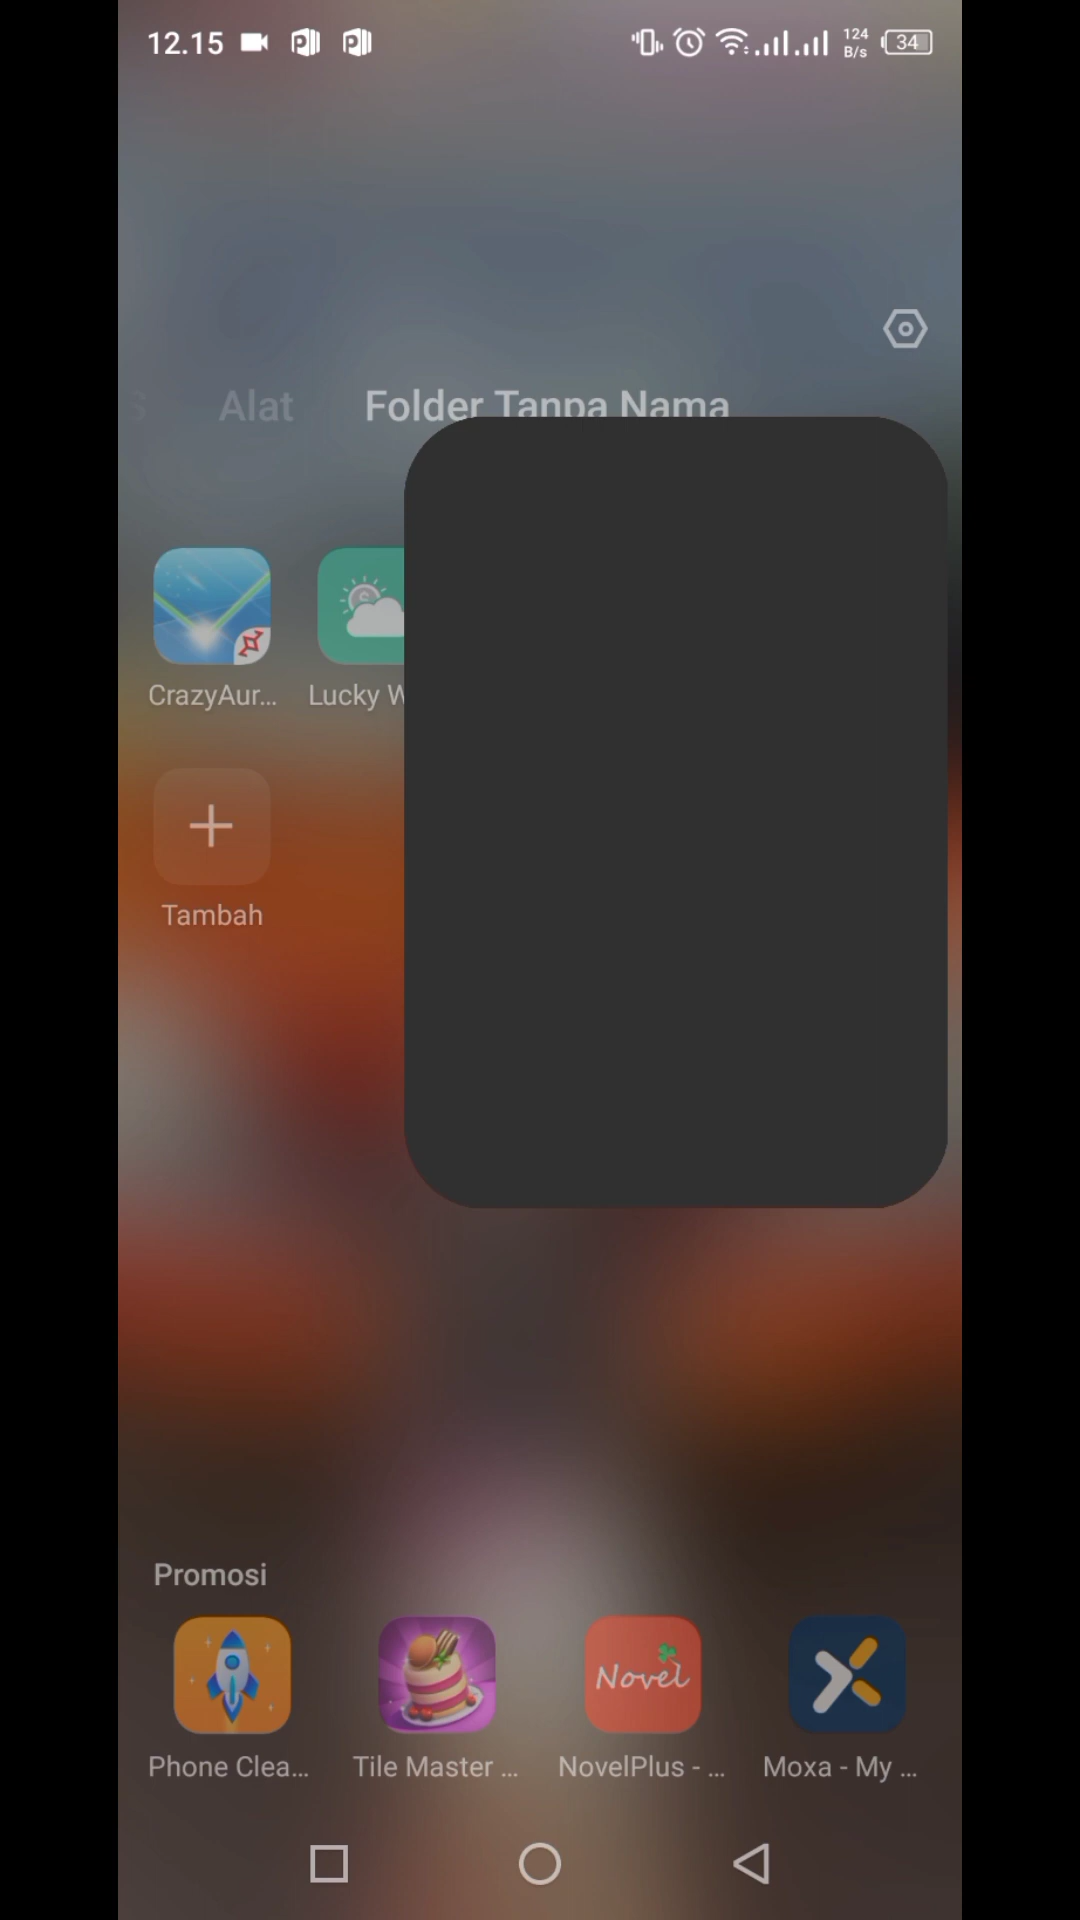 12.15
124
B/s
34
Alat
Folder Tanpa Nama
CrazyAur...
Lucky W
Tambah
Promosi
Novel
Phone Clea...
Tile Master ...
NovelPlus - ...
Moxa - My ...